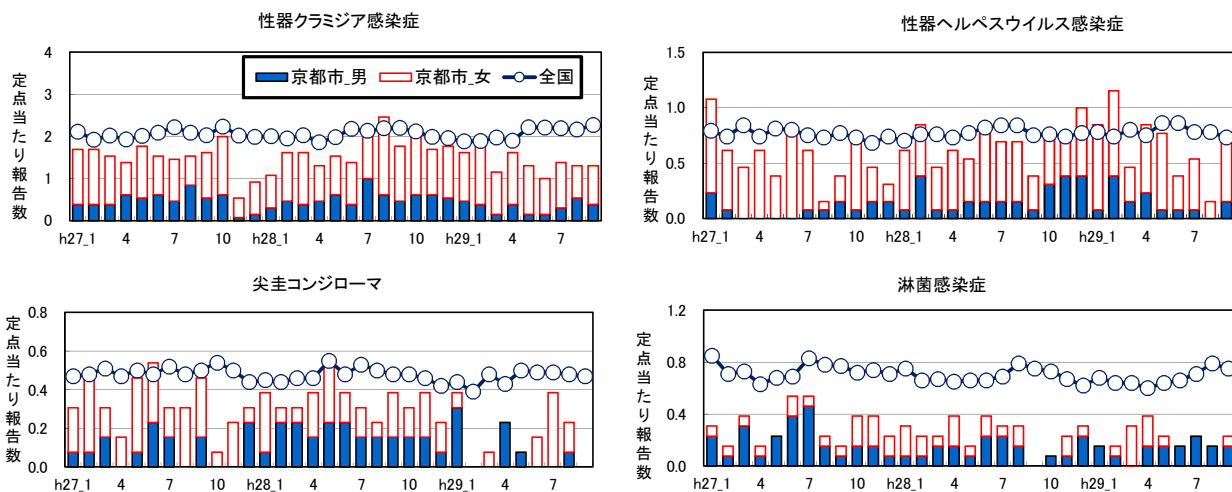 性器クラミジア感染症
定点当たり報告数
4
3
2
1
0
京都市_男 京都市_女 全国
h27_1 4 7 10 h28_1 4 7 10 h29_1 4 7
性器ヘルペスウイルス感染症
定点当たり報告数
1.5
1.0
0.5
0.0
h27_1 4 7 10 h28_1 4 7 10 h29_1 4 7
尖圭コンジローマ
定点当たり報告数
0.8
0.6
0.4
0.2
0.0
h27_1 4 7 10 h28_1 4 7 10 h29_1 4 7
淋菌感染症
定点当たり報告数
1.2
0.8
0.4
0.0
h27_1 4 7 10 h28_1 4 7 10 h29_1 4 7